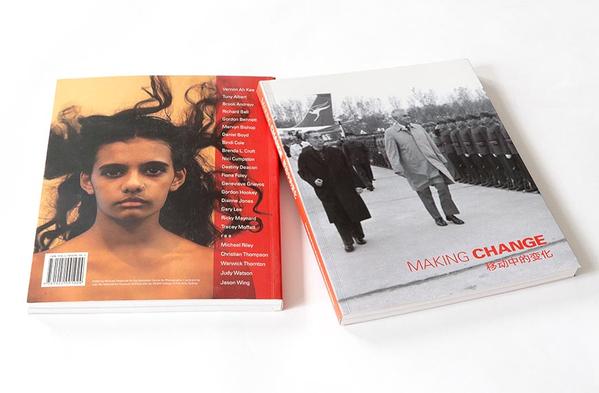 Vernon Ah Kee
Tony Albert
Brook Andrew
Richard Bell
Gordon Bennett
Mervyn Bishop
Daniel Boyd
Bindi Cole
Brenda L. Croft
Nici Cumpston
Destiny Deacon
Fiona Foley
Genevieve Grieves
Gordon Hookey
Dianne Jones
Gary Lee
Ricky Maynard
Tracey Moffatt
r e a
Michael Riley
Christian Thompson
Warwick Thornton
Judy Watson
Jason Wing
MAKING CHANGE
移动中的变化